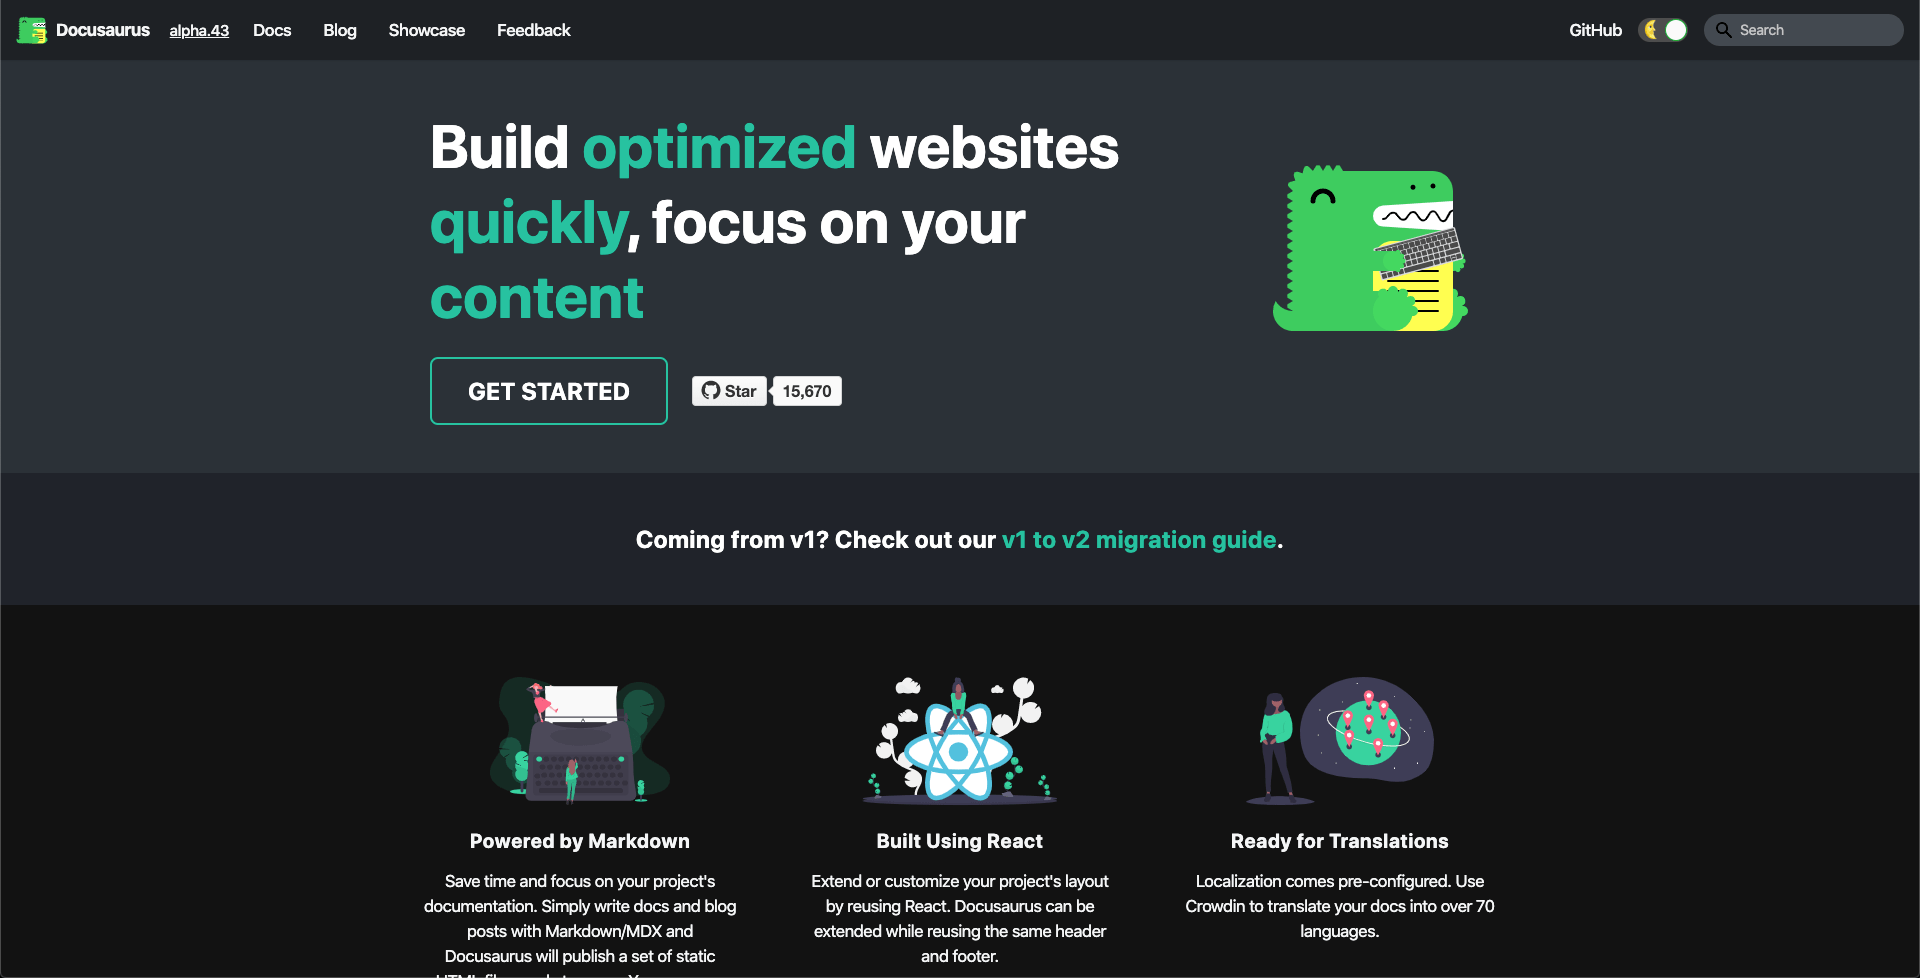 Docusaurus alpha.43 Docs Blog Showcase Feedback GitHub Search
Build optimized websites
quickly, focus on your
content
GET STARTED Star 15,670
Coming from v1? Check out our v1 to v2 migration guide.
Powered by Markdown
Save time and focus on your project's
documentation. Simply write docs and blog
posts with Markdown/MDX and
Docusaurus will publish a set of static
Built Using React
Extend or customize your project's layout
by reusing React. Docusaurus can be
extended while reusing the same header
and footer.
Ready for Translations
Localization comes pre-configured. Use
Crowdin to translate your docs into over 70
languages.